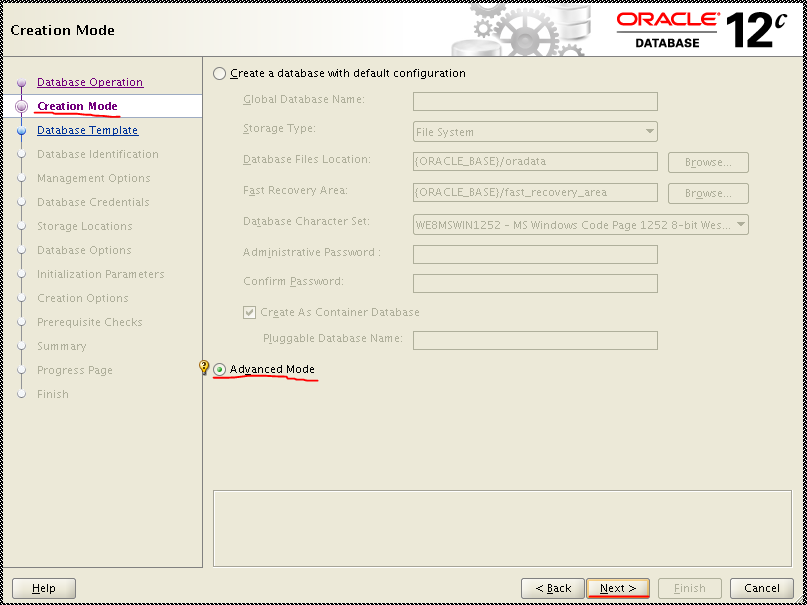 Creation Mode
ORACLE
DATABASE
12c
Database Operation
Creation Mode
Database Template
Database Identification
Management Options
Database Credentials
Storage Locations
Database Options
Initialization Parameters
Creation Options
Prerequisite Checks
Summary
Progress Page
Finish
Create a database with default configuration
Global Database Name:
Storage Type: File System
Database Files Location: {ORACLE_BASE}/oradata Browse...
Fast Recovery Area: {ORACLE_BASE}/fast_recovery_area Browse...
Database Character Set: WE8MSWIN1252 - MS Windows Code Page 1252 8-bit Wes...
Administrative Password :
Confirm Password:
Create As Container Database
Pluggable Database Name:
? Advanced Mode
Help < Back Next > Finish Cancel